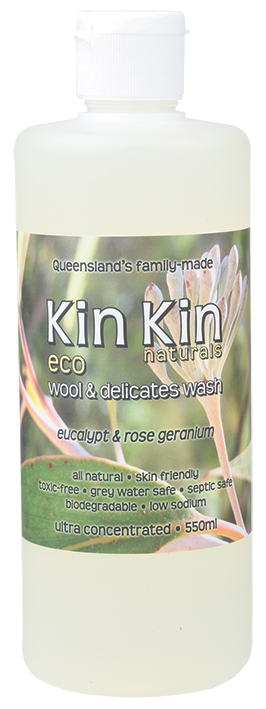 Queensland's family-made
Kin Kin
naturals
eco
wool & delicates wash
eucalypt & rose geranium
all natural • skin friendly
toxic-free • grey water safe • septic safe
biodegradable • low sodium
ultra concentrated • 550ml